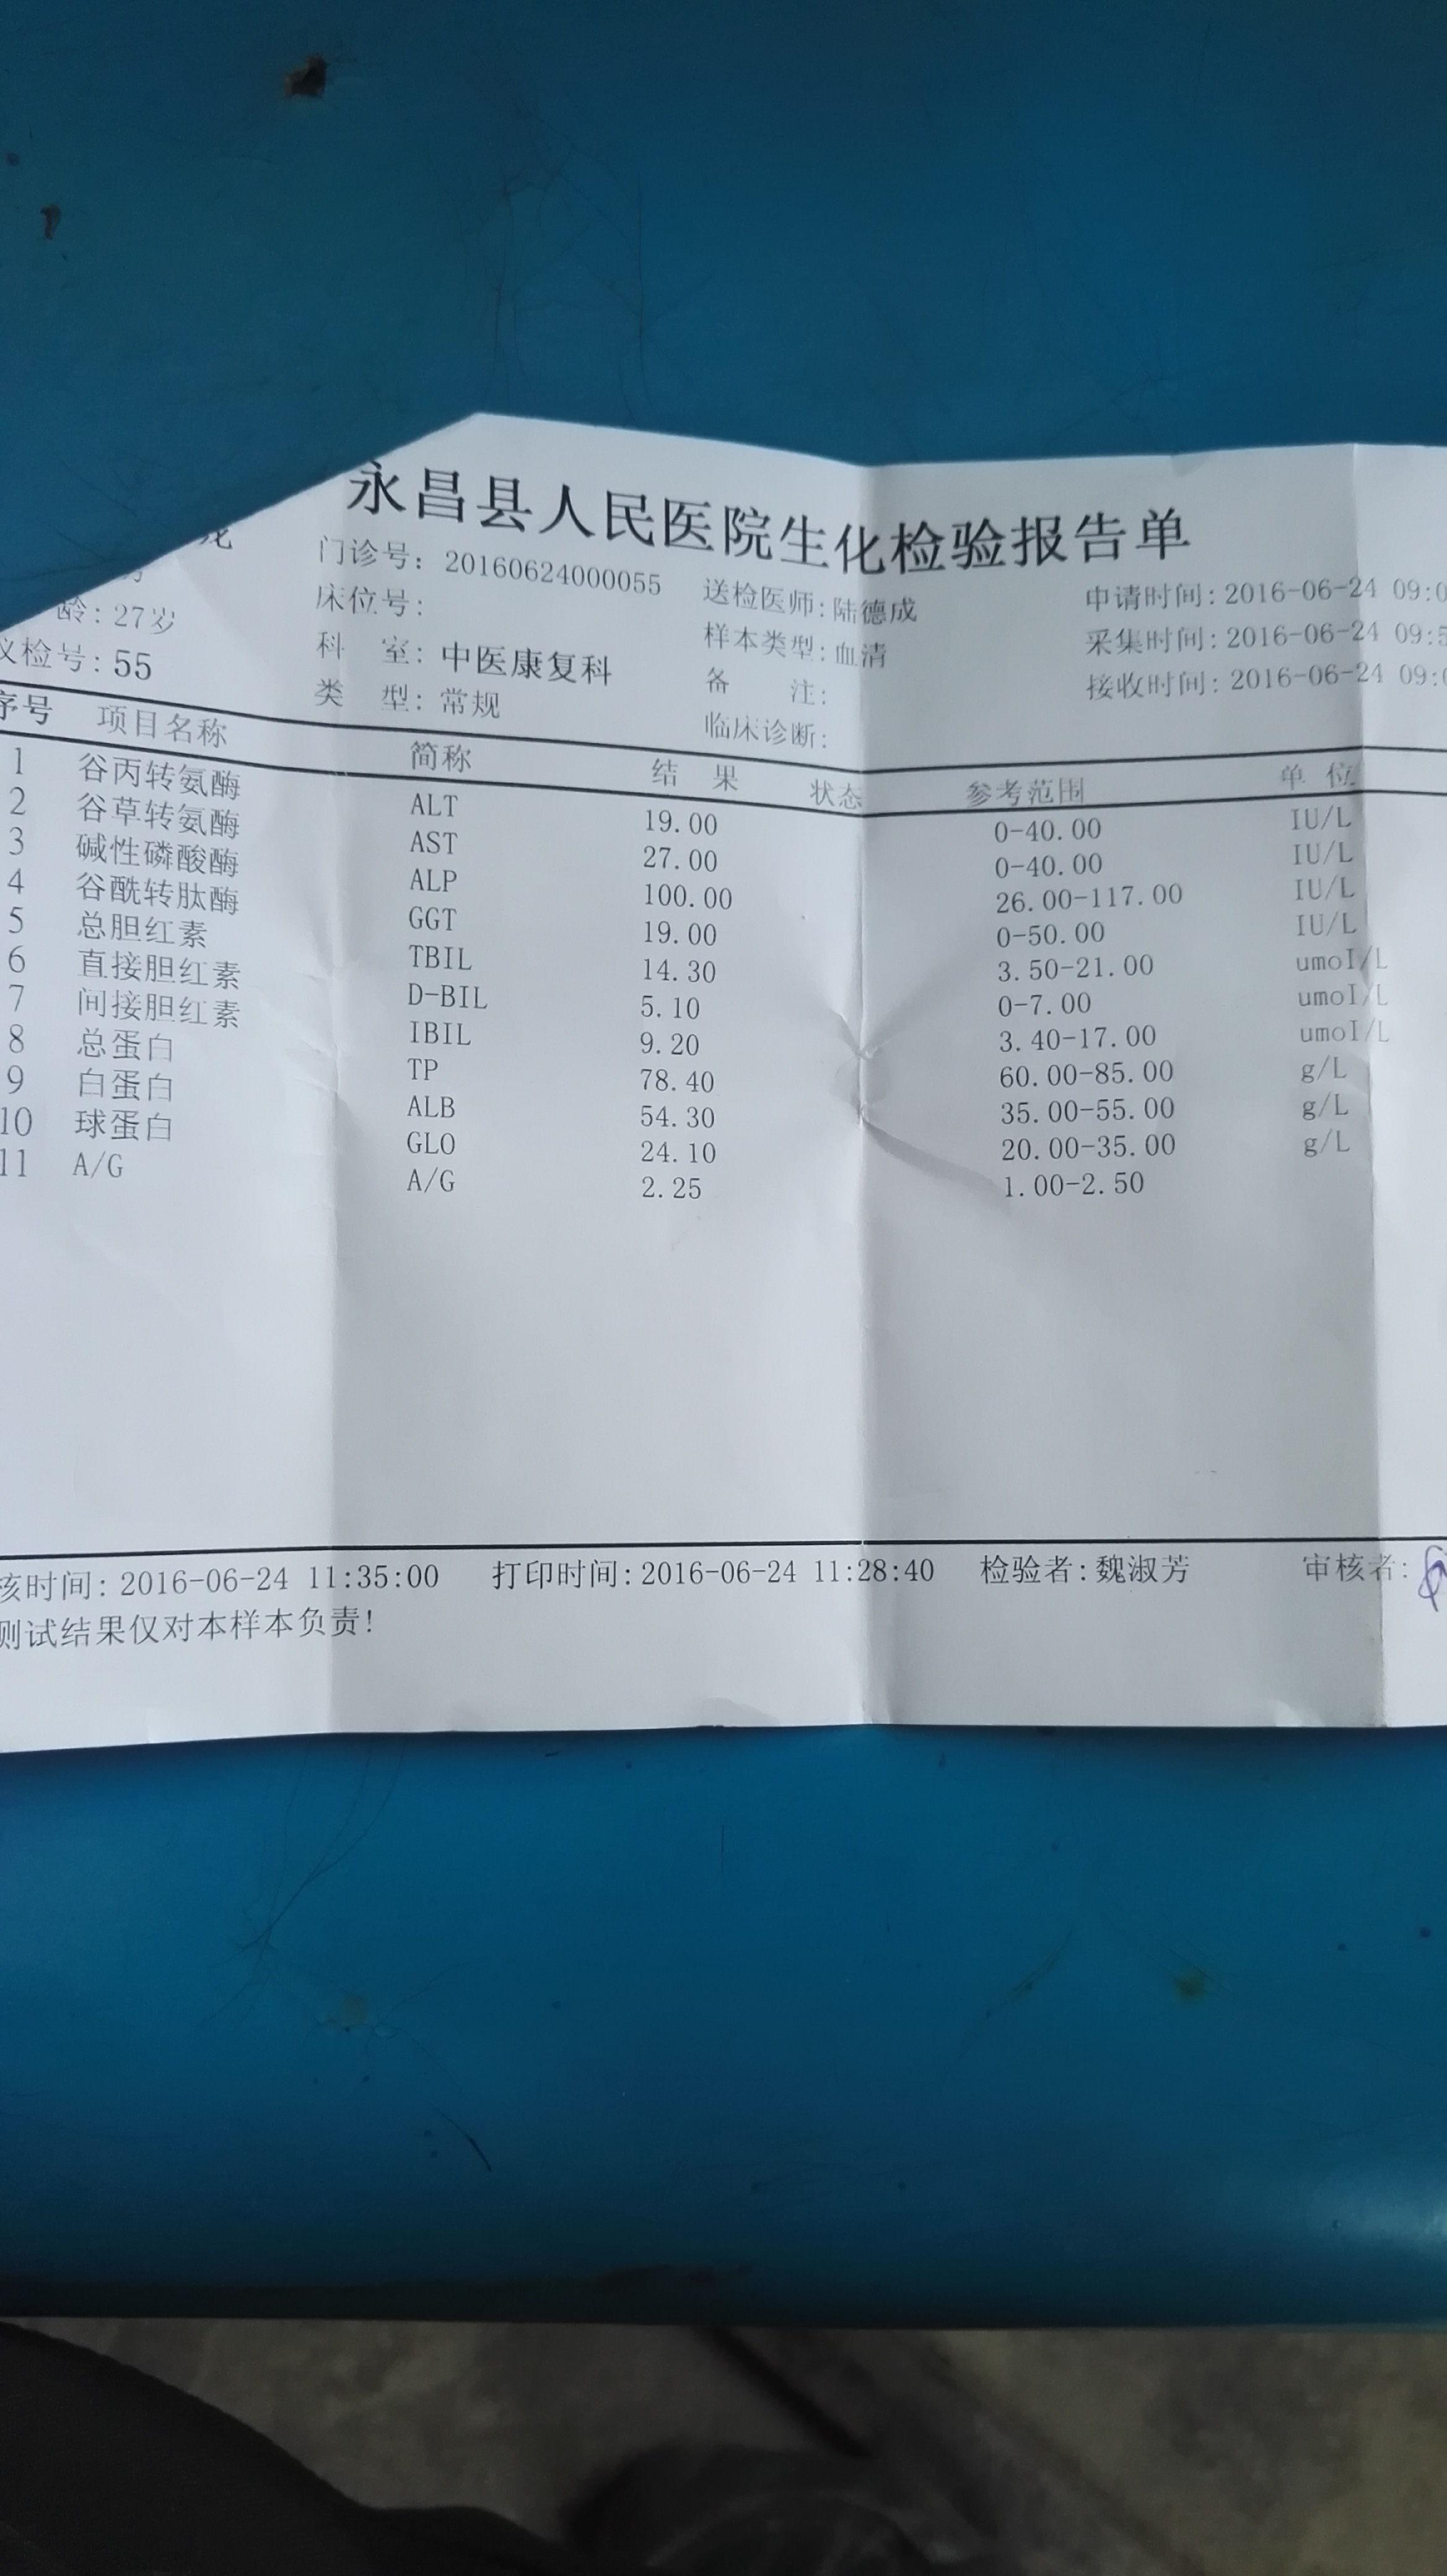 永昌县人民医院生化检验报告单
龙 门诊号: 20160624000055 送检医师: 陆德成 申请时间: 2016-06-24 09:0
龄: 27岁 床位号: 样本类型: 血清 采集时间: 2016-06-24 09:5
仪检号: 55 科 室: 中医康复科 备 注: 接收时间: 2016-06-24 09:0
类 型: 常规 临床诊断:
序号 项目名称 简称 结 果 状态 参考范围 单 位
1 谷丙转氨酶 ALT 19.00 0-40.00 IU/L
2 谷草转氨酶 AST 27.00 0-40.00 IU/L
3 碱性磷酸酶 ALP 100.00 26.00-117.00 IU/L
4 谷酰转肽酶 GGT 19.00 0-50.00 IU/L
5 总胆红素 TBIL 14.30 3.50-21.00 umoI/L
6 直接胆红素 D-BIL 5.10 0-7.00 umoI/L
7 间接胆红素 IBIL 9.20 3.40-17.00 umoI/L
8 总蛋白 TP 78.40 60.00-85.00 g/L
9 白蛋白 ALB 54.30 35.00-55.00 g/L
10 球蛋白 GLO 24.10 20.00-35.00 g/L
11 A/G A/G 2.25 1.00-2.50
核时间: 2016-06-24 11:35:00 打印时间: 2016-06-24 11:28:40 检验者: 魏淑芳 审核者:
测试结果仅对本样本负责!